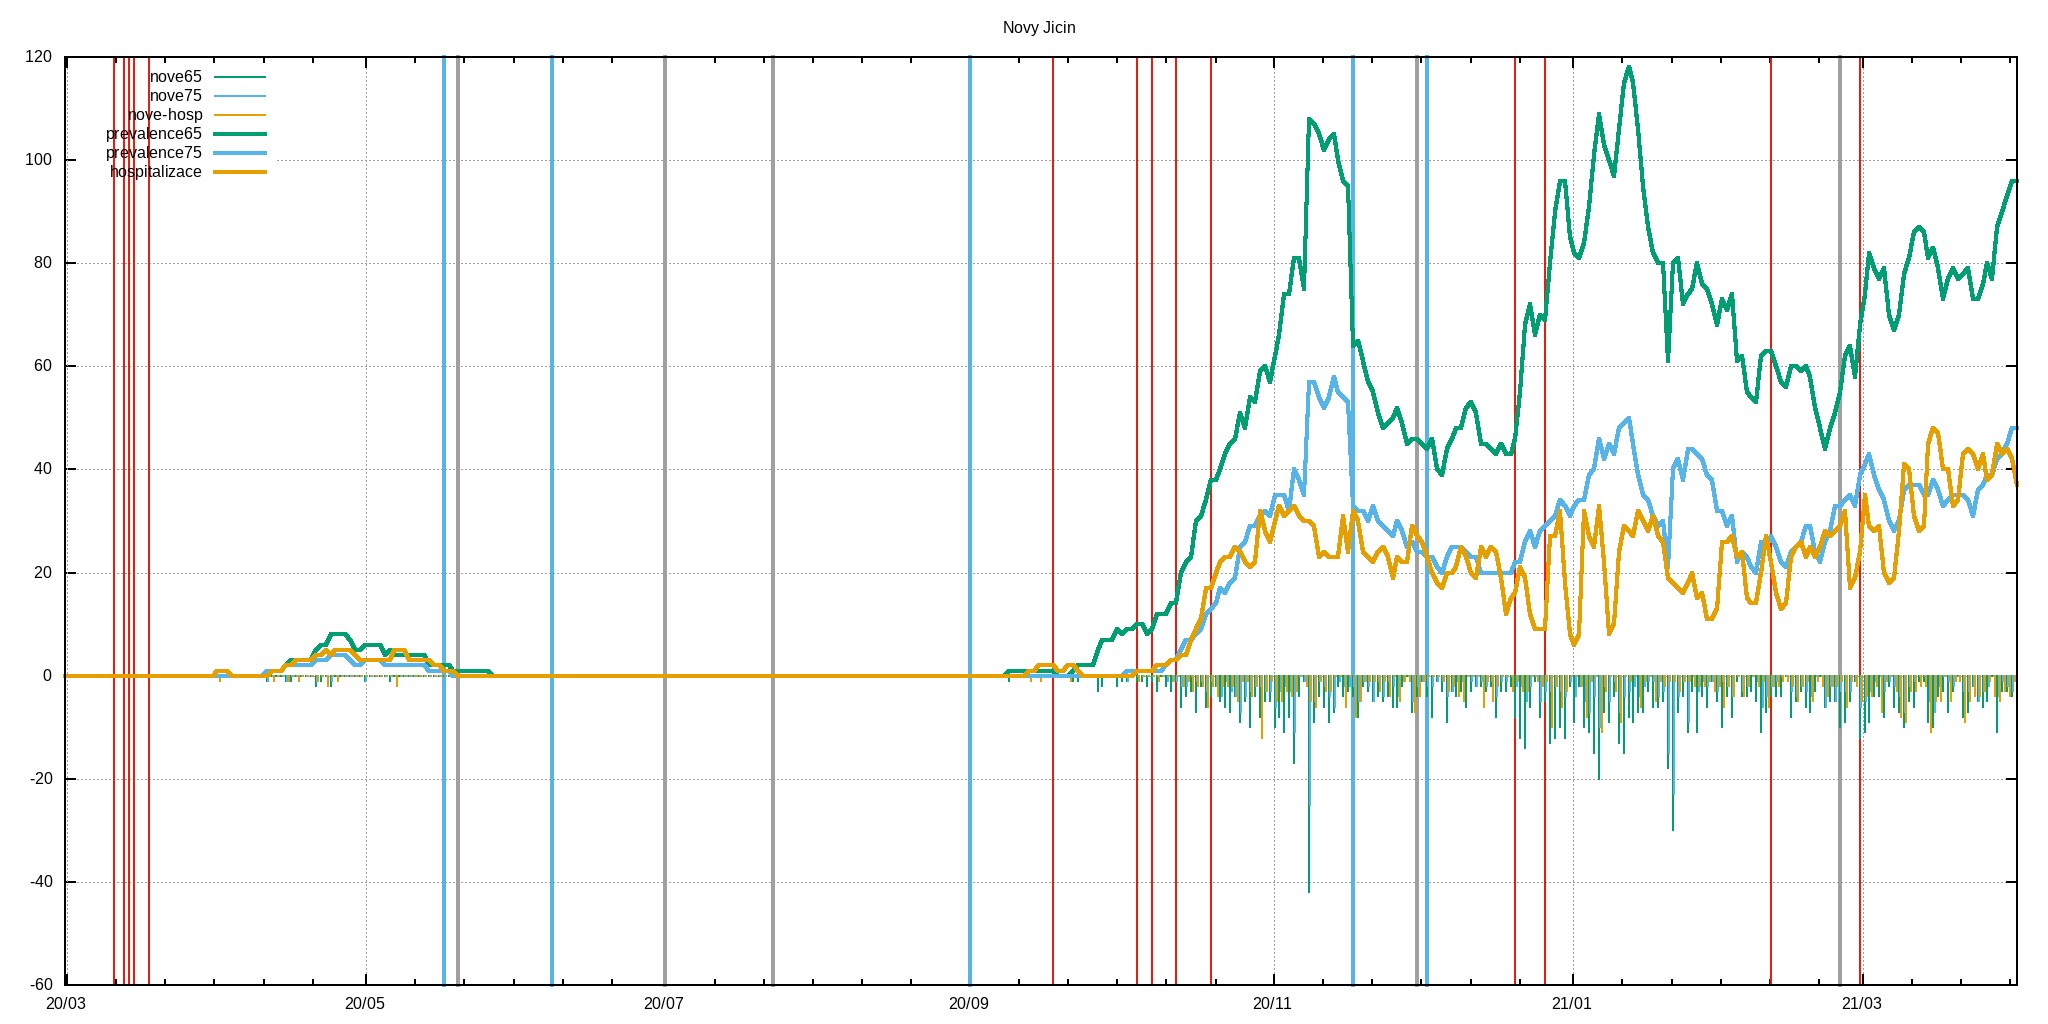 Novy Jicin
120
100
80
60
40
20
0
-20
-40
-60
nove65
nove75
nove-hosp
prevalence65
prevalence75
hospitalizace
20/03 20/05 20/07 20/09 20/11 21/01 21/03